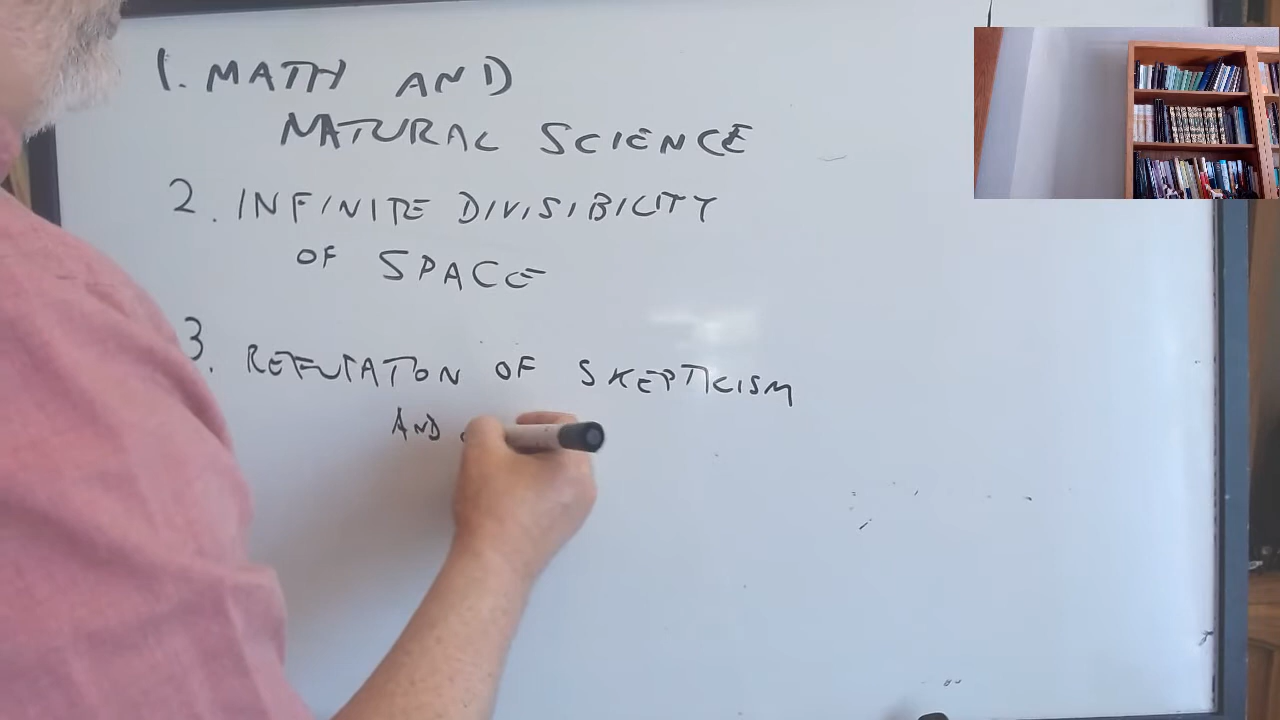 1. MATH AND
NATURAL SCIENCE
2. INFINITE DIVISIBILITY
OF SPACE
3. REFUTATION OF SKEPTICISM
AND